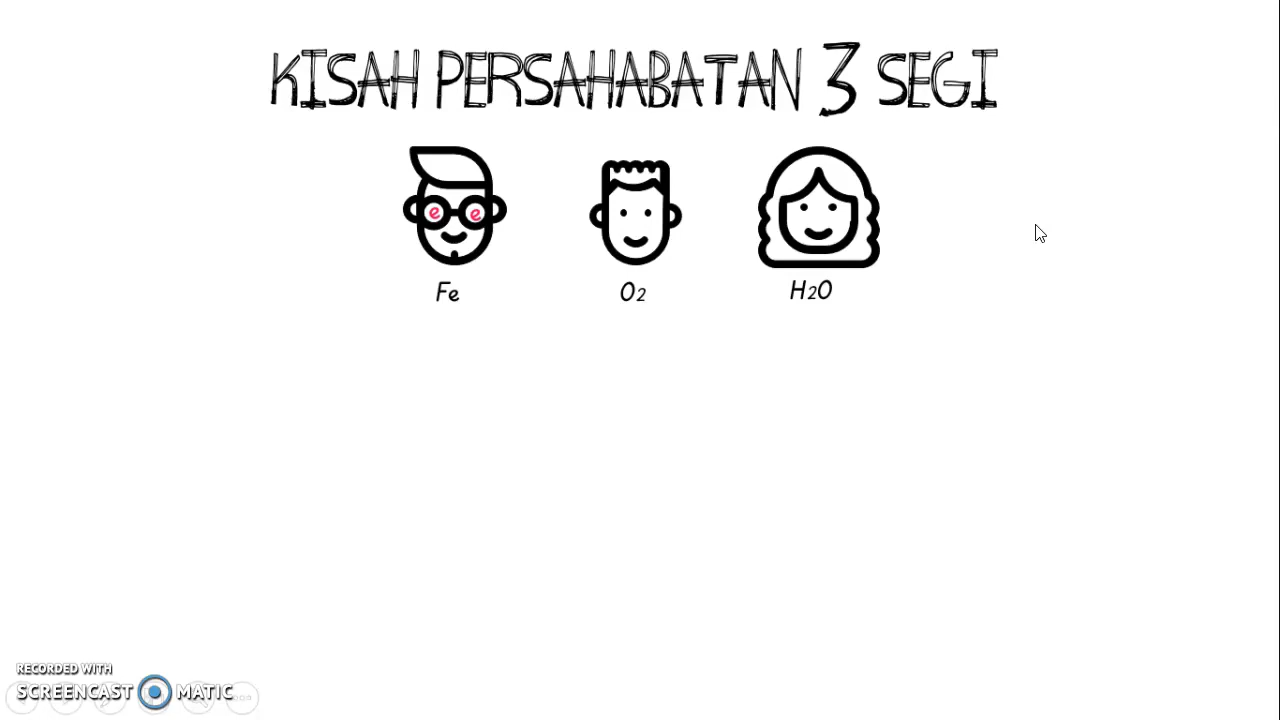 KISAH PERSAHABATAN 3 SEGI
e e
Fe O2 H2O
RECORDED WITH
SCREENCAST MATIC